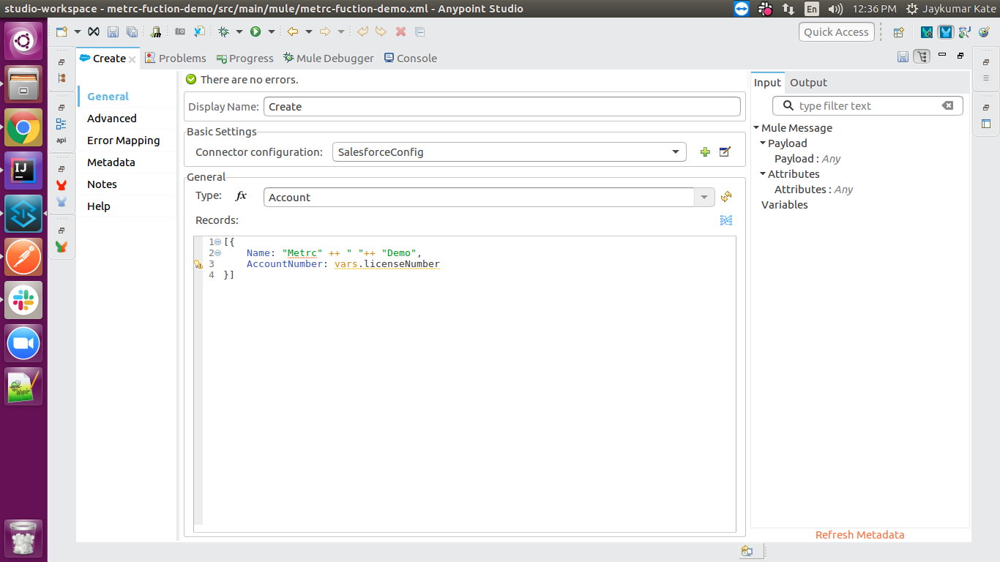 studio-workspace - metrc-fuction-demo/src/main/mule/metrc-fuction-demo.xml - Anypoint Studio
En
12:36 PM
Jaykumar Kate
Quick Access
Create
Problems
Progress
Mule Debugger
Console
There are no errors.
General
Advanced
Error Mapping
Metadata
Notes
Help
api
IJ
Display Name: Create
Basic Settings
Connector configuration: SalesforceConfig
General
Type: fx Account
Records:
1 [{
2 Name: "Metrc" ++ " "++ "Demo",
3 AccountNumber: vars.licenseNumber
4 }]
Input Output
type filter text
Mule Message
Payload
Payload : Any
Attributes
Attributes : Any
Variables
Refresh Metadata